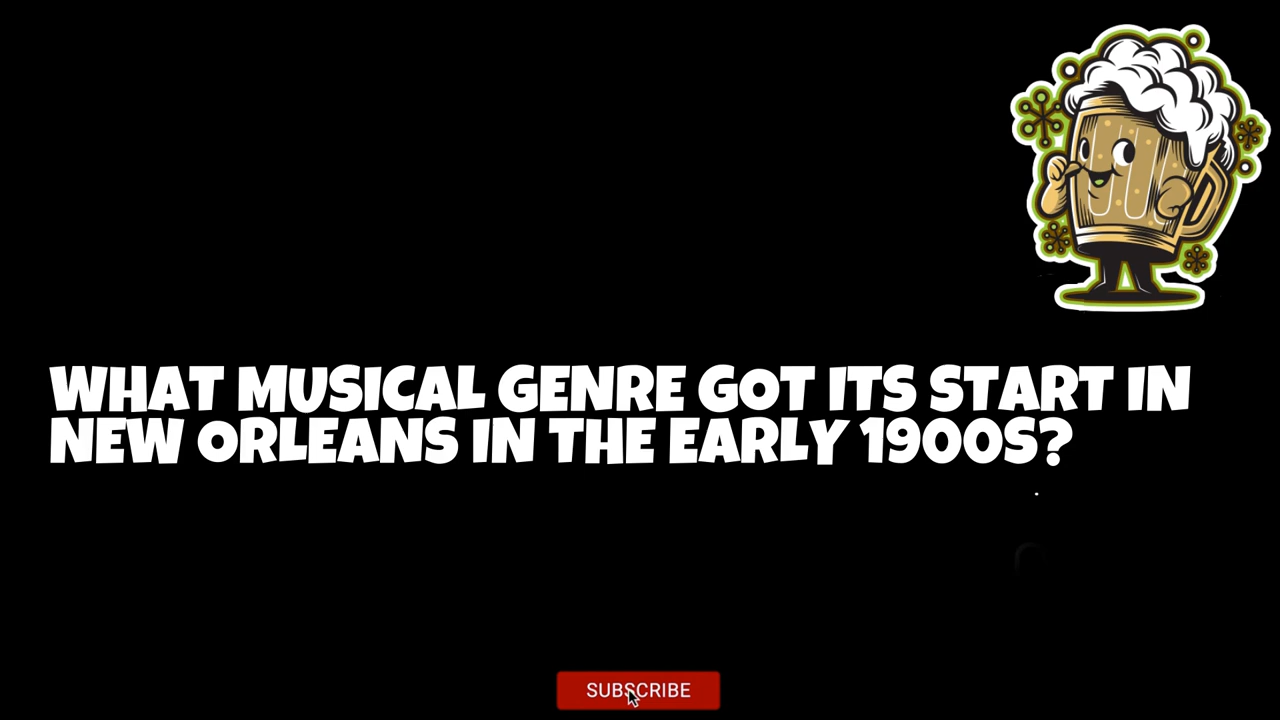 WHAT MUSICAL GENRE GOT ITS START IN
NEW ORLEANS IN THE EARLY 1900S?
SUBSCRIBE